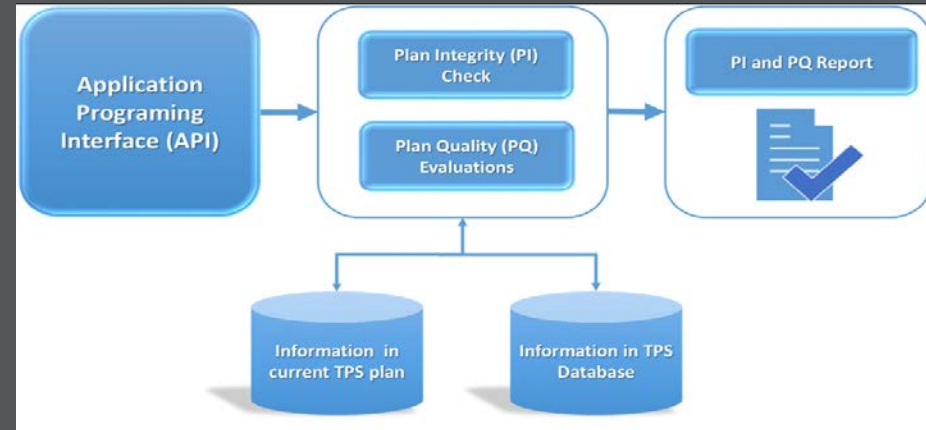 Application
Programing
Interface (API)
Plan Integrity (PI)
Check
Plan Quality (PQ)
Evaluations
PI and PQ Report
Information in
current TPS plan
Information in TPS
Database